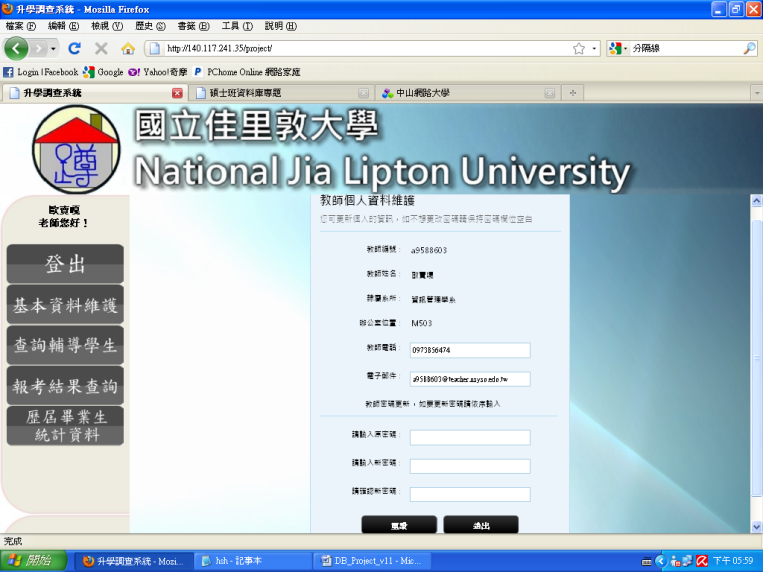 升學調查系統 - Mozilla Firefox
檔案(F) 編輯(E) 檢視(V) 歷史(S) 書籤(B) 工具(T) 說明(H)
http://140.117.241.35/project/
分隔線
Login | Facebook Google Yahoo!奇摩 PChome Online 網路家庭
升學調查系統 碩士班資料庫專題 中山網路大學
國立佳里敦大學
National Jia Lipton University
老師您好！
登出
基本資料維護
查詢輔導學生
報考結果查詢
歷屆畢業生
統計資料
教師個人資料維護
您可更新個人的資訊，如不想更改密碼請保持密碼欄位空白
教師編號： a9588603
教師姓名：
隸屬系所： 資訊管理學系
辦公室位置： M503
教師電話： 0973856474
電子郵件： a9588603@teacher.nsysu.edu.tw
教師密碼更新，如要更新密碼請依序輸入
請輸入原密碼：
請輸入新密碼：
請確認新密碼：
重設 送出
完成
開始 升學調查系統 - Mozi... hsh - 記事本 DB_Project_v11 - Mic... 下午 05:59